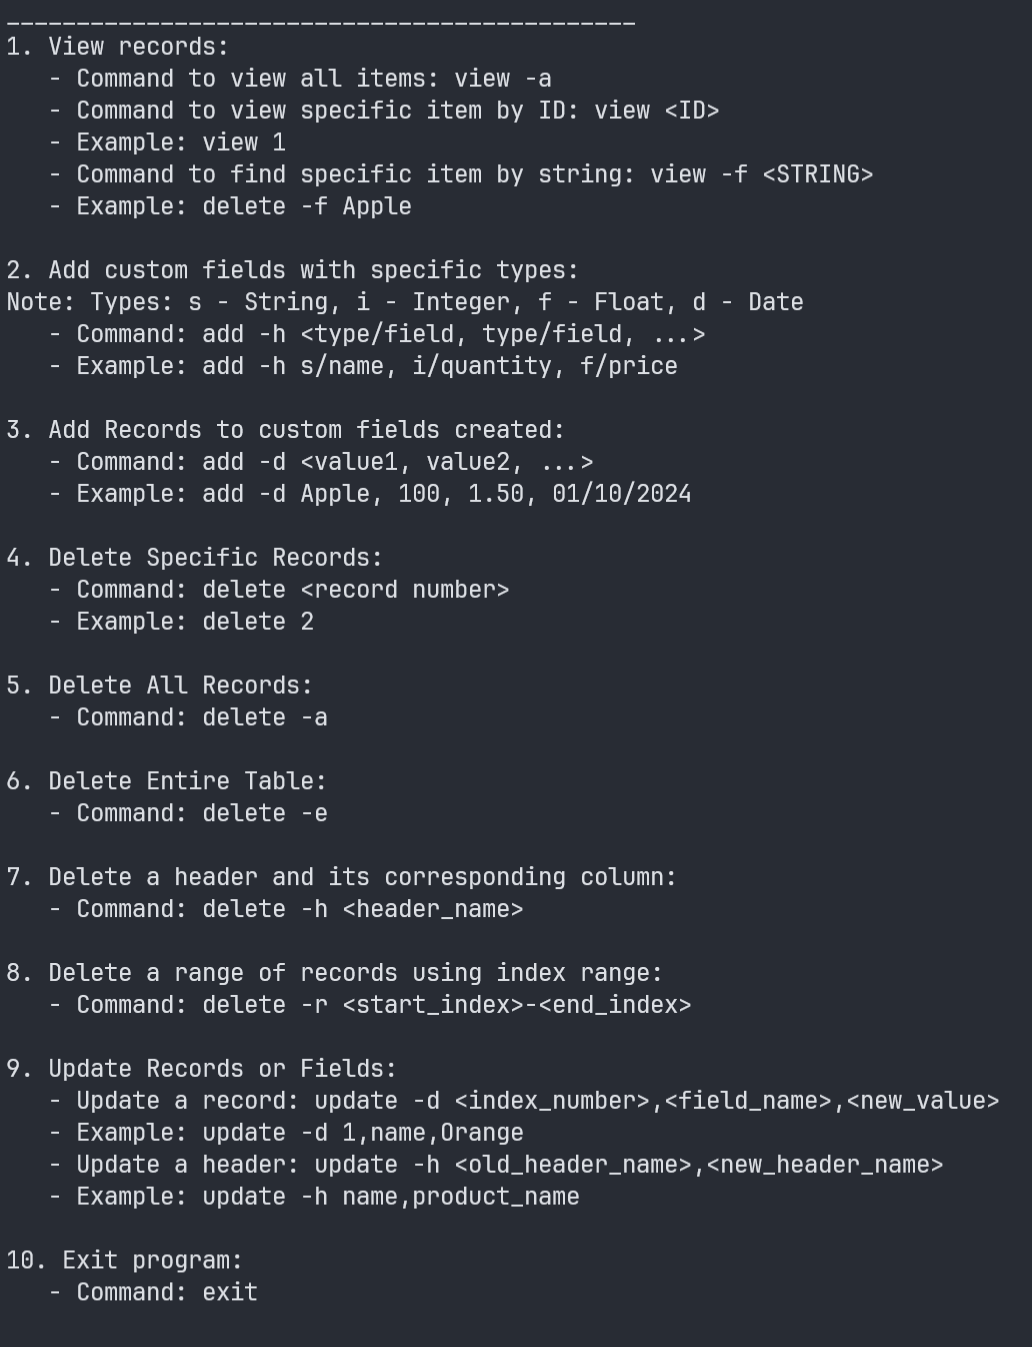 _____________________________________________
1. View records:
   - Command to view all items: view -a
   - Command to view specific item by ID: view <ID>
   - Example: view 1
   - Command to find specific item by string: view -f <STRING>
   - Example: delete -f Apple

2. Add custom fields with specific types:
Note: Types: s - String, i - Integer, f - Float, d - Date
   - Command: add -h <type/field, type/field, ...>
   - Example: add -h s/name, i/quantity, f/price

3. Add Records to custom fields created:
   - Command: add -d <value1, value2, ...>
   - Example: add -d Apple, 100, 1.50, 01/10/2024

4. Delete Specific Records:
   - Command: delete <record number>
   - Example: delete 2

5. Delete All Records:
   - Command: delete -a

6. Delete Entire Table:
   - Command: delete -e

7. Delete a header and its corresponding column:
   - Command: delete -h <header_name>

8. Delete a range of records using index range:
   - Command: delete -r <start_index>-<end_index>

9. Update Records or Fields:
   - Update a record: update -d <index_number>,<field_name>,<new_value>
   - Example: update -d 1,name,Orange
   - Update a header: update -h <old_header_name>,<new_header_name>
   - Example: update -h name,product_name

10. Exit program:
   - Command: exit